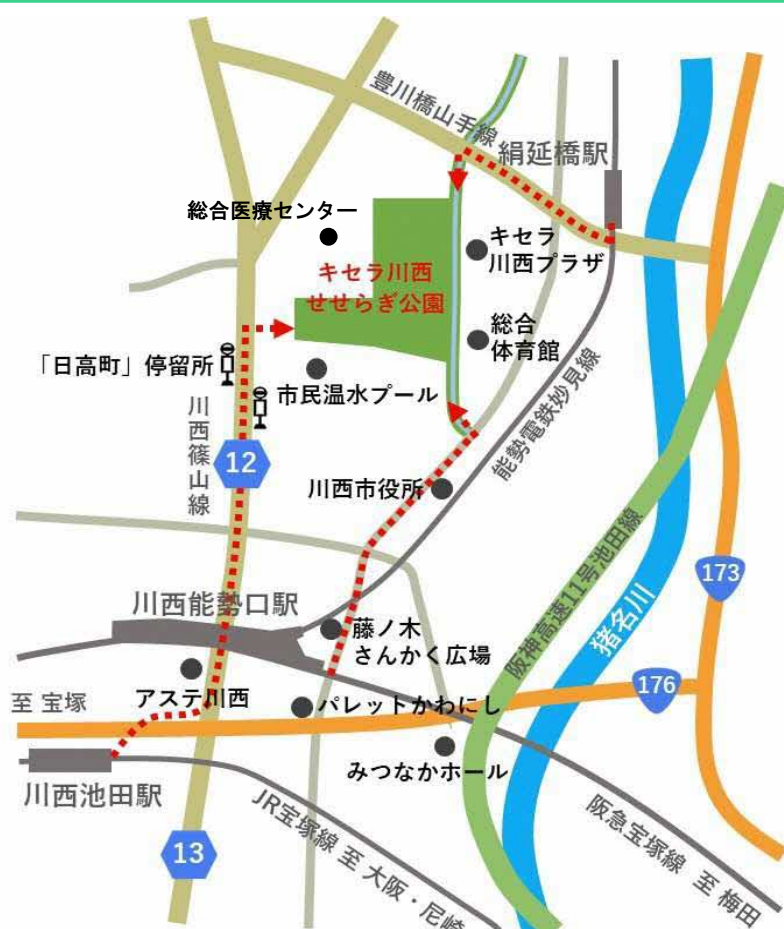 豊川橋山手線
絹延橋駅
総合医療センター
キセラ
川西プラザ
キセラ川西
せせらぎ公園
総合
体育館
「日高町」停留所
市民温水プール
能勢電鉄妙見線
川西篠山線
12
川西市役所
阪神高速11号池田線
173
猪名川
川西能勢口駅
藤ノ木
さんかく広場
176
至 宝塚
アステ川西
パレットかわにし
みつなかホール
川西池田駅
JR宝塚線 至 大阪・尼崎
阪急宝塚線 至 梅田
13